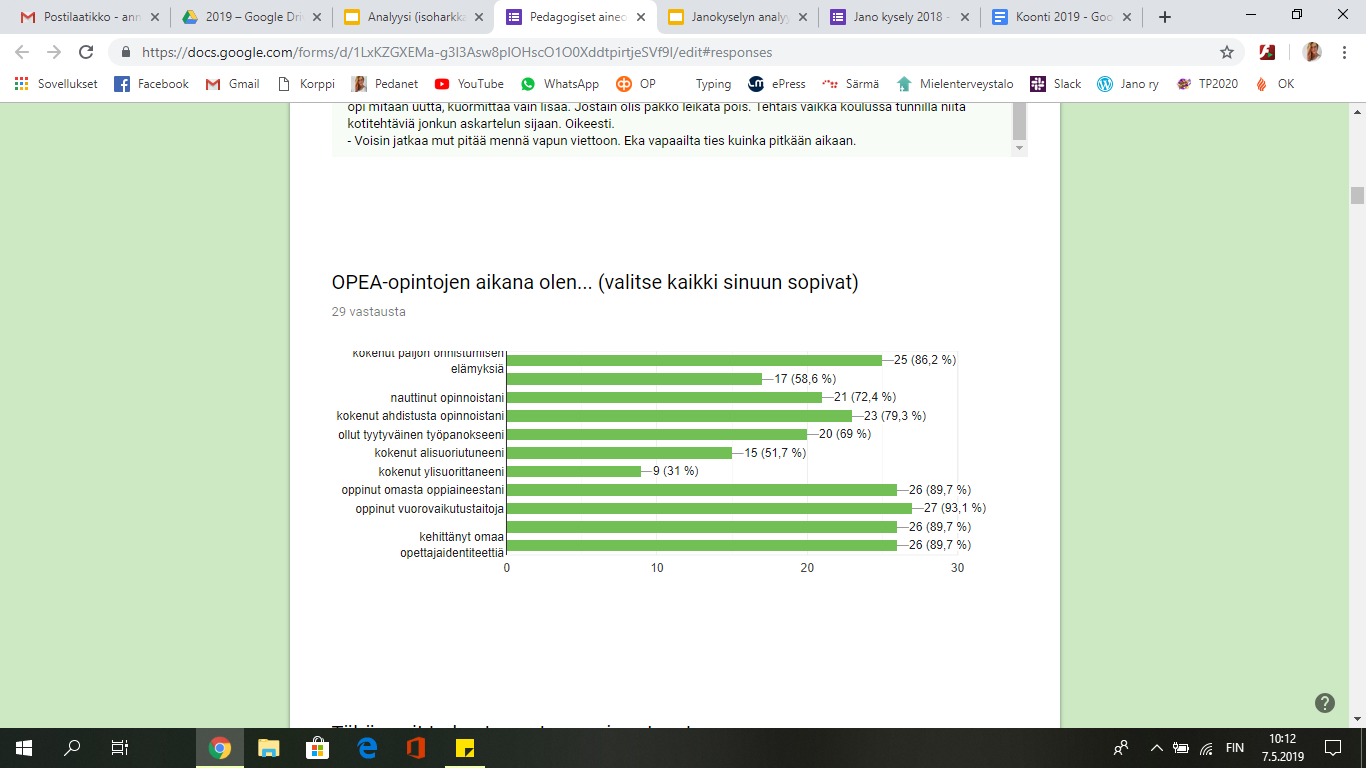 Postilaatikko - ann
2019 – Google Driv
Analyysi (isoharkka
Pedagogiset aineo
Janokyselyn analyy
Jano kysely 2018 -
Koonti 2019 - Goo
https://docs.google.com/forms/d/1LxKZGXEMa-g3I3Asw8pIOHscO1O0XddtpirtjeSVf9I/edit#responses
Sovellukset Facebook Gmail Korppi Pedanet YouTube WhatsApp OP Typing ePress Särmä Mielenterveystalo Slack Jano ry TP2020 OK
opi mitään uutta, kuormittaa vain lisää. Jostain olis pakko leikata pois. Tehtäis vaikka koulussa tunnilla niitä
kotitehtäviä jonkun askartelun sijaan. Oikeesti.
- Voisin jatkaa mut pitää mennä vapun viettoon. Eka vapaailta ties kuinka pitkään aikaan.
OPEA-opintojen aikana olen... (valitse kaikki sinuun sopivat)
29 vastausta
kokenut paljon onnistumisen
elämyksiä
25 (86,2 %)
17 (58,6 %)
nauttinut opinnoistani 21 (72,4 %)
kokenut ahdistusta opinnoistani 23 (79,3 %)
ollut tyytyväinen työpanokseeni 20 (69 %)
kokenut alisuoriutuneeni 15 (51,7 %)
kokenut ylisuorittaneeni 9 (31 %)
oppinut omasta oppiaineestani 26 (89,7 %)
oppinut vuorovaikutustaitoja 27 (93,1 %)
26 (89,7 %)
kehittänyt omaa
opettajaidentiteettiä
26 (89,7 %)
0 10 20 30
FIN
10:12
7.5.2019